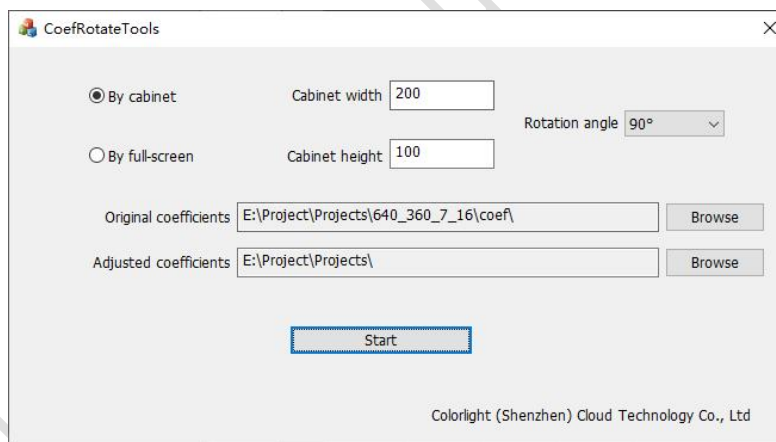 CoefRotateTools
By cabinet
Cabinet width 200
Rotation angle 90°
By full-screen
Cabinet height 100
Original coefficients E:\Project\Projects\640_360_7_16\coef\ Browse
Adjusted coefficients E:\Project\Projects\ Browse
Start
Colorlight (Shenzhen) Cloud Technology Co., Ltd